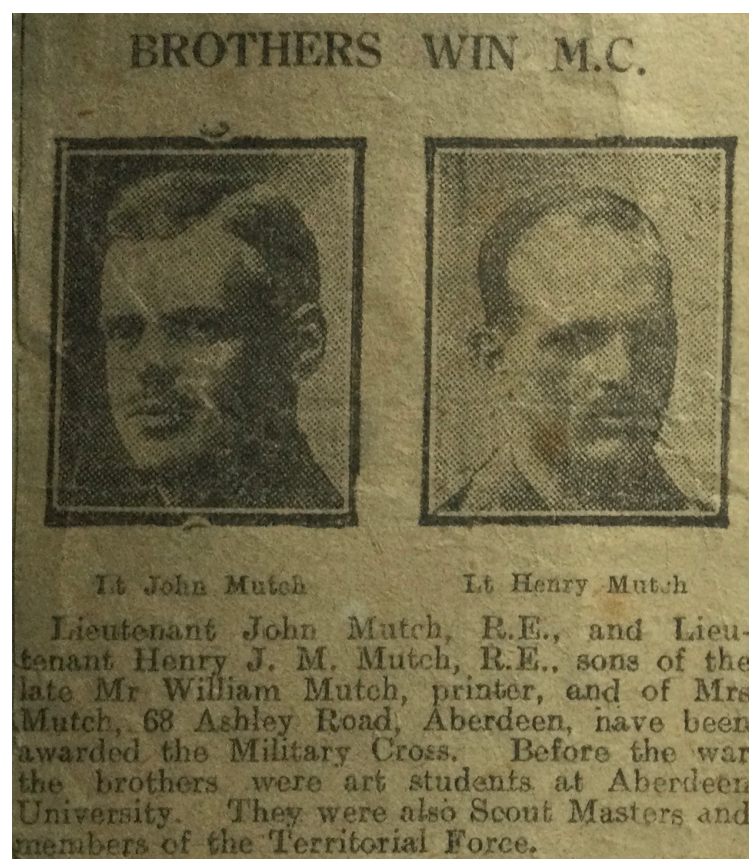 BROTHERS WIN M.C.
Lt John Mutch
Lt Henry Mutch
Lieutenant John Mutch, R.E., and Lieu-
tenant Henry J. M. Mutch, R.E., sons of the
late Mr William Mutch, printer, and of Mrs
Mutch, 68 Ashley Road, Aberdeen, have been
awarded the Military Cross. Before the war
the brothers were art students at Aberdeen
University. They were also Scout Masters and
members of the Territorial Force.